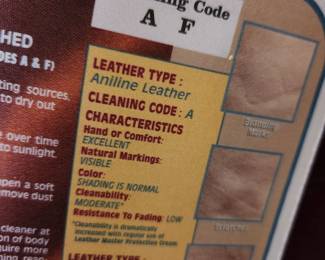 ing Code
A F
HED
DES A & F)
ting sources,
to dry out
e over time
to sunlight.
pen a soft
remove dust
cleaner at
on of body
uire more
LEATHER TYPE :
Aniline Leather
CLEANING CODE: A
CHARACTERISTICS
Hand or Comfort:
EXCELLENT
Natural Markings:
VISIBLE
Color:
SHADING IS NORMAL
Cleanability:
MODERATE*
Resistance To Fading: LOW
*Cleanability is dramatically
increased with regular use of
Leather Master Protection Cream
LEATHER TYPE :